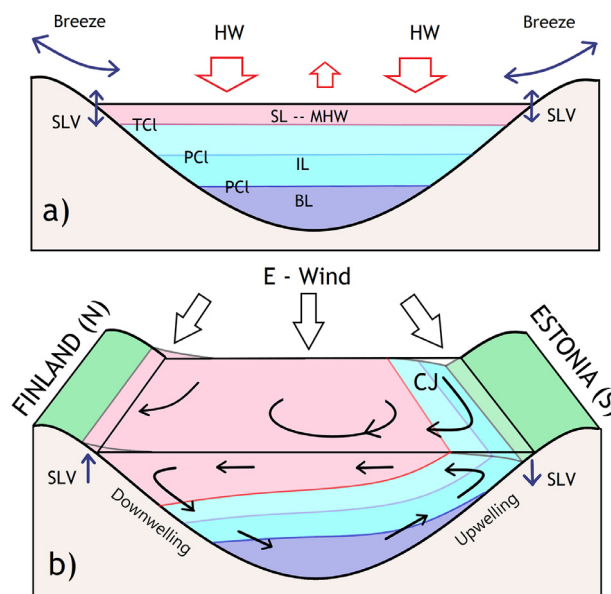 Breeze
HW
HW
Breeze
SLV
SL -- MHW
SLV
TCl
PCl
IL
PCl
BL
a)
E - Wind
FINLAND (N)
ESTONIA (S)
CJ
SLV
Downwelling
Upwelling
SLV
b)